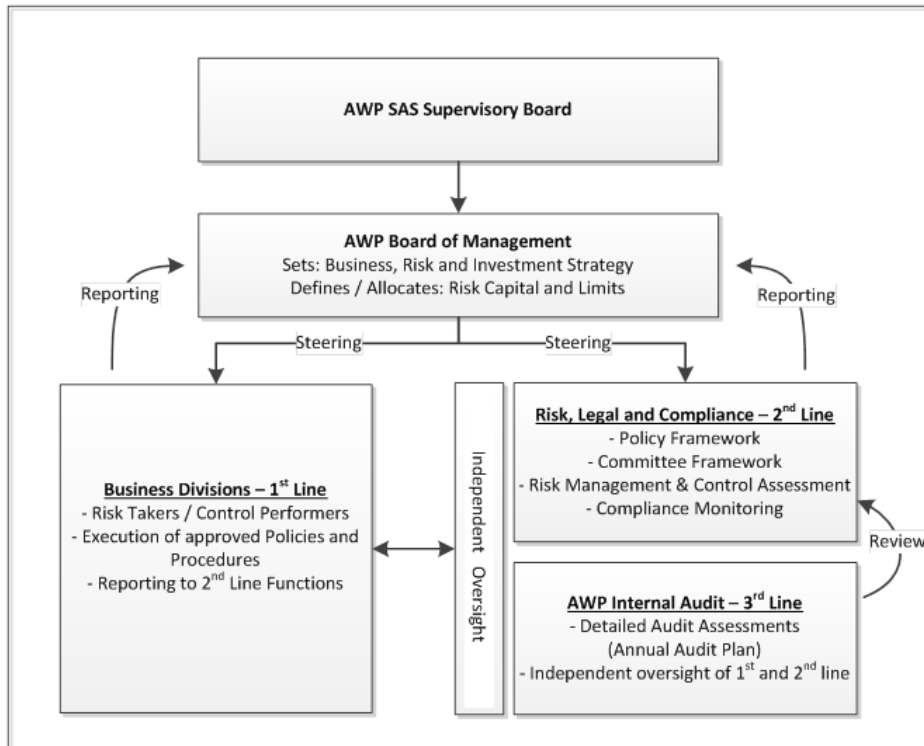 AWP SAS Supervisory Board
AWP Board of Management
Sets: Business, Risk and Investment Strategy
Defines / Allocates: Risk Capital and Limits
Reporting
Reporting
Steering
Steering
Business Divisions – 1st Line
- Risk Takers / Control Performers
- Execution of approved Policies and
Procedures
- Reporting to 2nd Line Functions
Independent Oversight
Risk, Legal and Compliance – 2nd Line
- Policy Framework
- Committee Framework
- Risk Management & Control Assessment
- Compliance Monitoring
Review
AWP Internal Audit – 3rd Line
- Detailed Audit Assessments
(Annual Audit Plan)
- Independent oversight of 1st and 2nd line